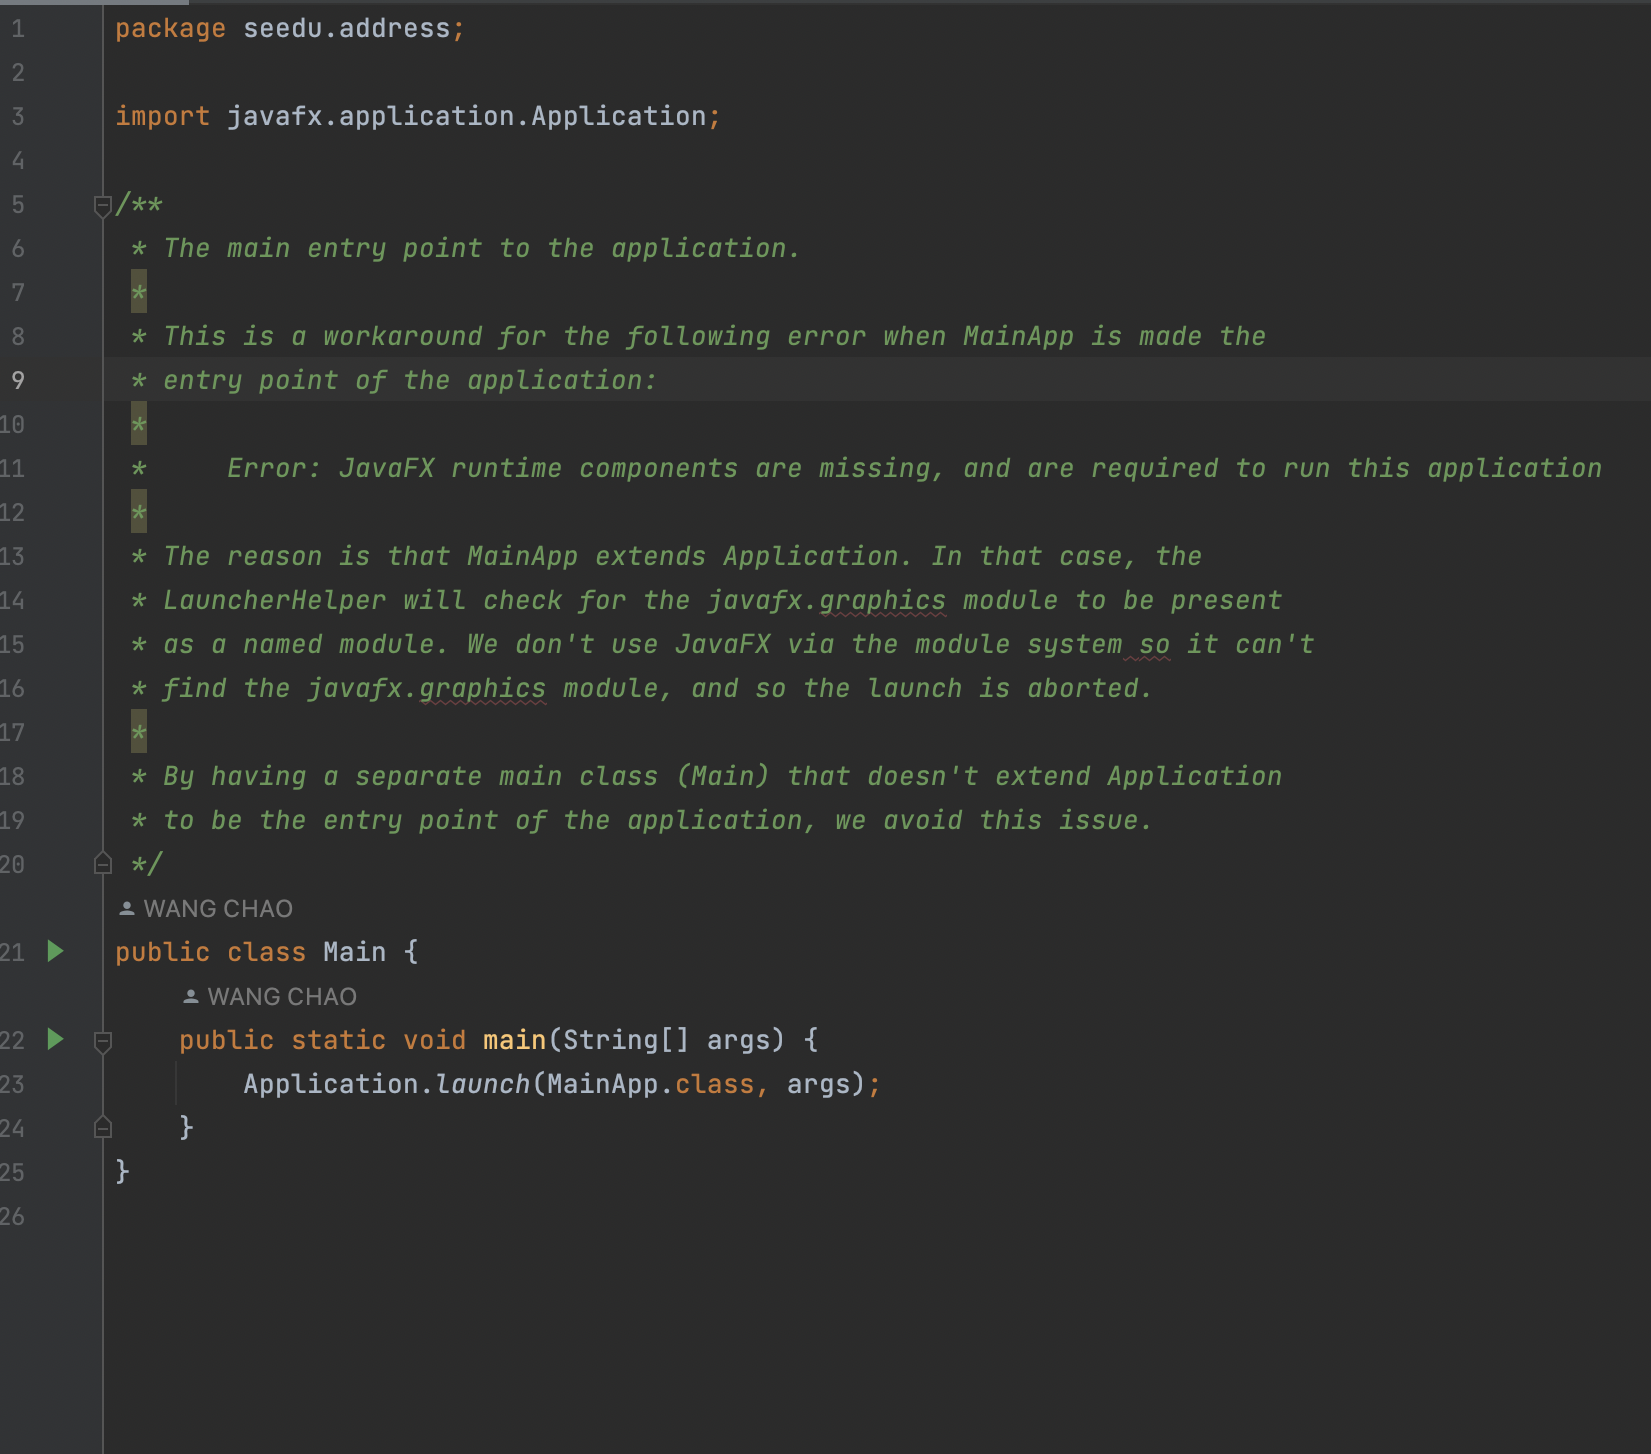 1 package seedu.address;
2
3 import javafx.application.Application;
4
5 /**
6 * The main entry point to the application.
7 *
8 * This is a workaround for the following error when MainApp is made the
9 * entry point of the application:
10 *
11 *     Error: JavaFX runtime components are missing, and are required to run this application
12 *
13 * The reason is that MainApp extends Application. In that case, the
14 * LauncherHelper will check for the javafx.graphics module to be present
15 * as a named module. We don't use JavaFX via the module system so it can't
16 * find the javafx.graphics module, and so the launch is aborted.
17 *
18 * By having a separate main class (Main) that doesn't extend Application
19 * to be the entry point of the application, we avoid this issue.
20 */
WANG CHAO
21 public class Main {
WANG CHAO
22     public static void main(String[] args) {
23         Application.launch(MainApp.class, args);
24     }
25 }
26